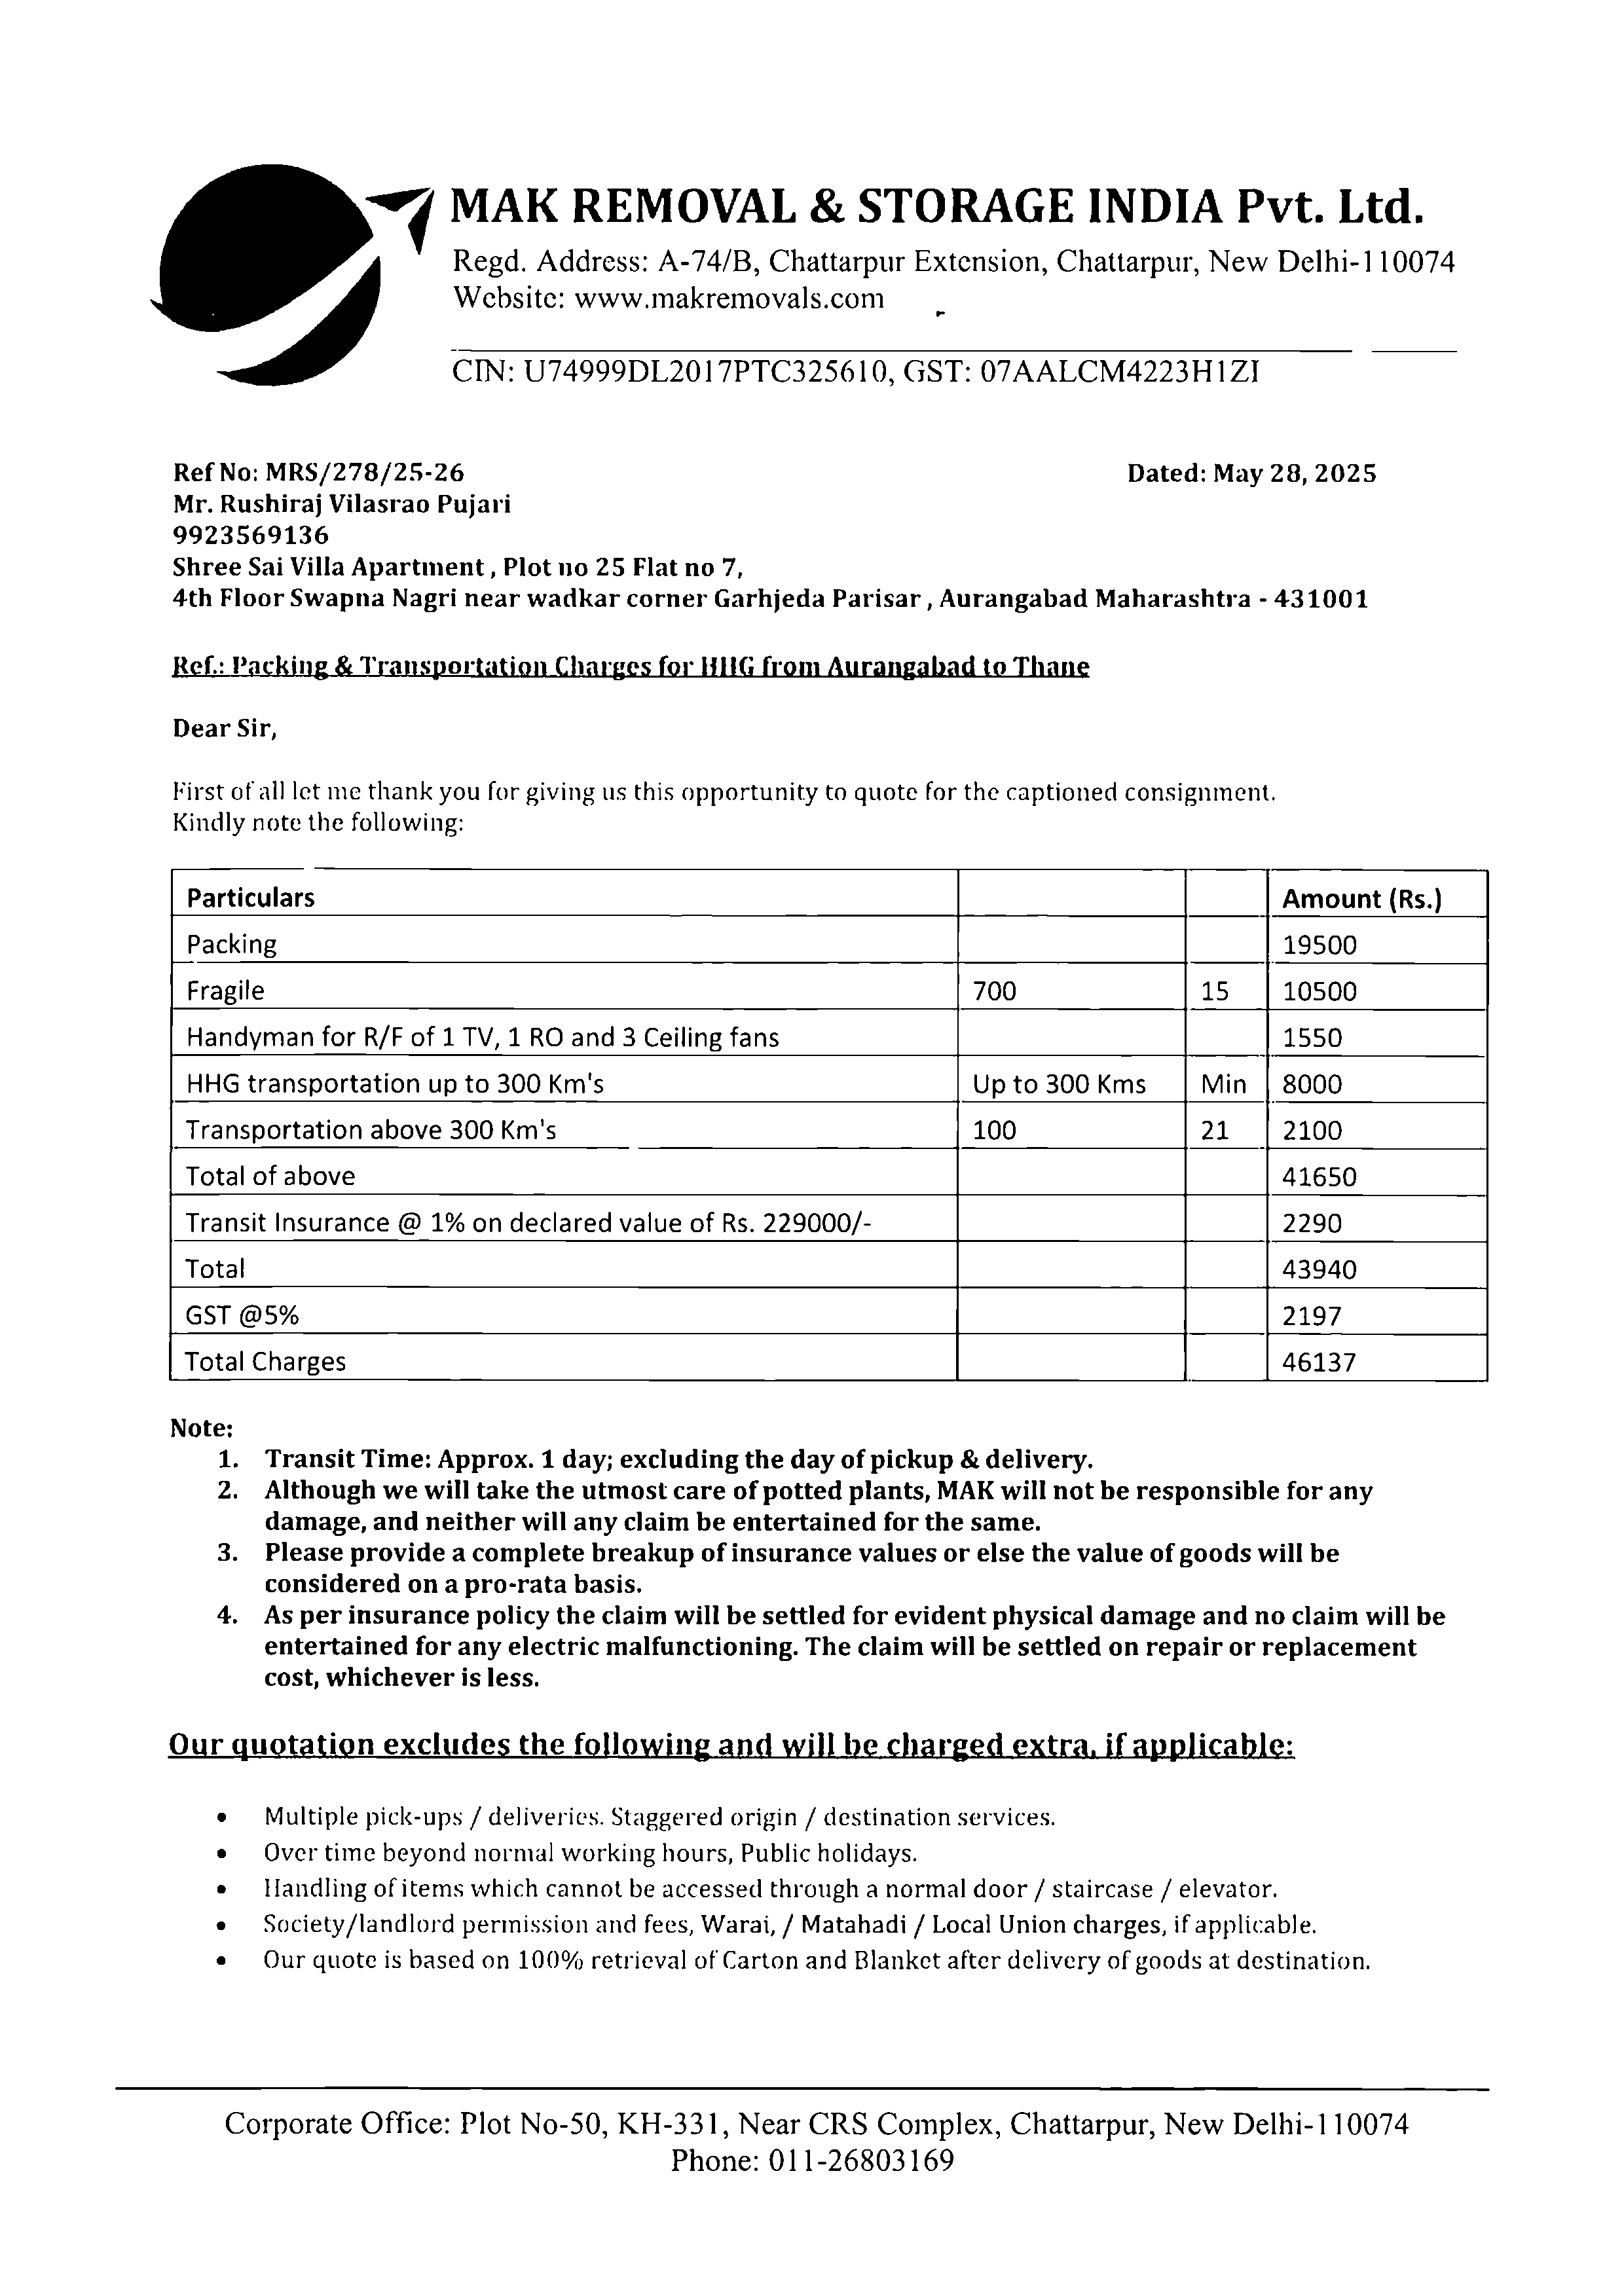 MAK REMOVAL & STORAGE INDIA Pvt. Ltd.
Regd. Address: A-74/B, Chattarpur Extension, Chattarpur, New Delhi-110074
Website: www.makremovals.com
CIN: U74999DL2017PTC325610, GST: 07AALCM4223H1ZI
Ref No: MRS/278/25-26 Dated: May 28, 2025
Mr. Rushiraj Vilasrao Pujari
9923569136
Shree Sai Villa Apartment , Plot no 25 Flat no 7,
4th Floor Swapna Nagri near wadkar corner Garhjeda Parisar , Aurangabad Maharashtra - 431001
Ref.: Packing & Transportation Charges for HHG from Aurangabad to Thane
Dear Sir,
First of all let me thank you for giving us this opportunity to quote for the captioned consignment.
Kindly note the following:
Particulars Amount (Rs.)
Packing 19500
Fragile 700 15 10500
Handyman for R/F of 1 TV, 1 RO and 3 Ceiling fans 1550
HHG transportation up to 300 Km's Up to 300 Kms Min 8000
Transportation above 300 Km's 100 21 2100
Total of above 41650
Transit Insurance @ 1% on declared value of Rs. 229000/- 2290
Total 43940
GST @5% 2197
Total Charges 46137
Note:
1. Transit Time: Approx. 1 day; excluding the day of pickup & delivery.
2. Although we will take the utmost care of potted plants, MAK will not be responsible for any
damage, and neither will any claim be entertained for the same.
3. Please provide a complete breakup of insurance values or else the value of goods will be
considered on a pro-rata basis.
4. As per insurance policy the claim will be settled for evident physical damage and no claim will be
entertained for any electric malfunctioning. The claim will be settled on repair or replacement
cost, whichever is less.
Our quotation excludes the following and will be charged extra, if applicable:
• Multiple pick-ups / deliveries. Staggered origin / destination services.
• Over time beyond normal working hours, Public holidays.
• Handling of items which cannot be accessed through a normal door / staircase / elevator.
• Society/landlord permission and fees, Warai, / Matahadi / Local Union charges, if applicable.
• Our quote is based on 100% retrieval of Carton and Blanket after delivery of goods at destination.
Corporate Office: Plot No-50, KH-331, Near CRS Complex, Chattarpur, New Delhi-110074
Phone: 011-26803169